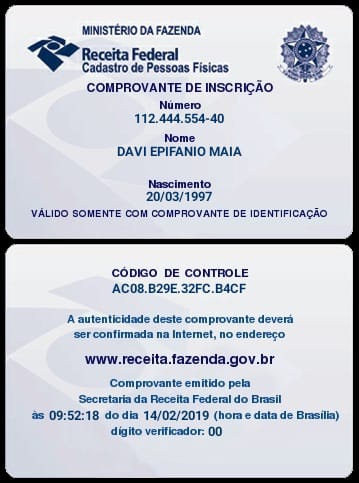 MINISTÉRIO DA FAZENDA
Receita Federal
Cadastro de Pessoas Físicas
COMPROVANTE DE INSCRIÇÃO
Número
112.444.554-40
Nome
DAVI EPIFANIO MAIA
Nascimento
20/03/1997
VÁLIDO SOMENTE COM COMPROVANTE DE IDENTIFICAÇÃO
CÓDIGO DE CONTROLE
AC08.B29E.32FC.B4CF
A autenticidade deste comprovante deverá
ser confirmada na Internet, no endereço
www.receita.fazenda.gov.br
Comprovante emitido pela
Secretaria da Receita Federal do Brasil
às 09:52:18 do dia 14/02/2019 (hora e data de Brasília)
dígito verificador: 00